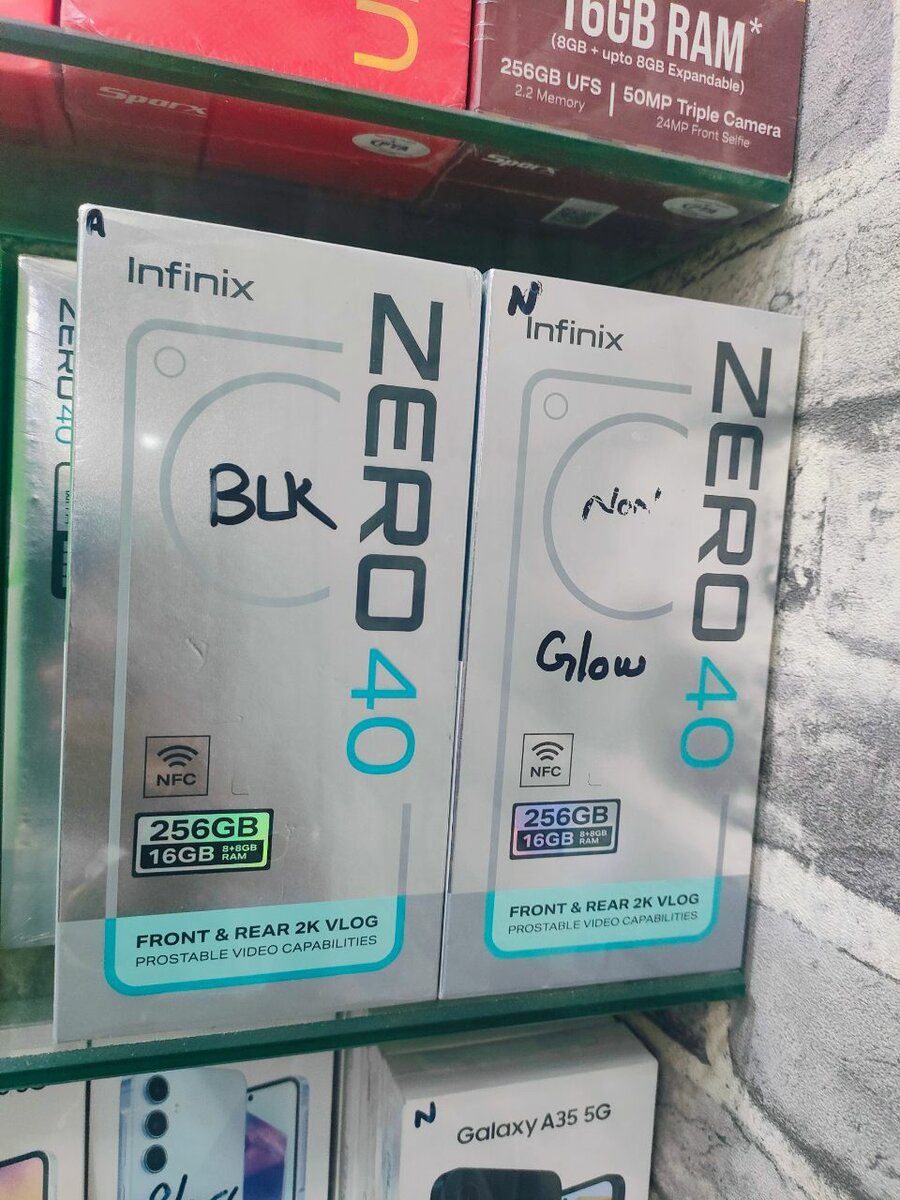 16GB RAM*
(8GB + upto 8GB Expandable)
256GB UFS
2.2 Memory
50MP Triple Camera
24MP Front Selfie
Sparx
PTA
Sparx
ZERO 40
A
Infinix
ZERO 40
BLK
NFC
256GB
16GB 8+8GB RAM
FRONT & REAR 2K VLOG
PROSTABLE VIDEO CAPABILITIES
N
Infinix
ZERO 40
Non
Glow
NFC
256GB
16GB 8+8GB RAM
FRONT & REAR 2K VLOG
PROSTABLE VIDEO CAPABILITIES
N
Galaxy A35 5G